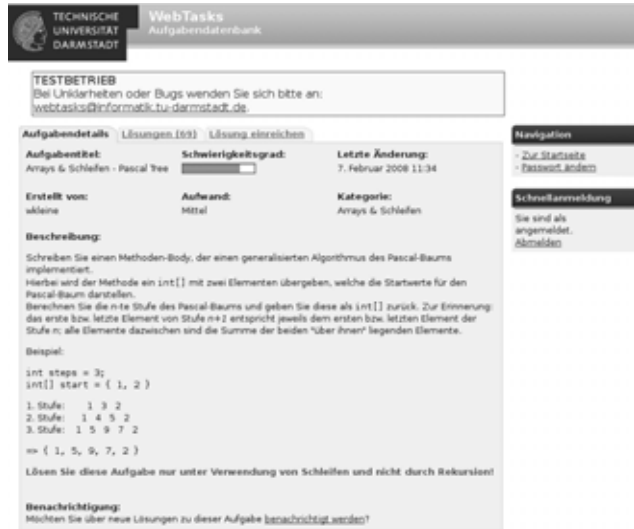 TECHNISCHE
UNIVERSITÄT
DARMSTADT
WebTasks
Aufgabendatenbank
TESTBETRIEB
Bei Unklarheiten oder Bugs wenden Sie sich bitte an:
webtasks@informatik.tu-darmstadt.de.
Aufgabendetails Lösungen (69) Lösung einreichen
Aufgabentitel: Schwierigkeitsgrad: Letzte Änderung:
Arrays & Schleifen - Pascal Tree 7. Februar 2008 11:34
Erstellt von: Aufwand: Kategorie:
wkleine Mittel Arrays & Schleifen
Beschreibung:
Schreiben Sie einen Methoden-Body, der einen generalisierten Algorithmus des Pascal-Baums
implementiert.
Hierbei wird der Methode ein int[] mit zwei Elementen übergeben, welche die Startwerte für den
Pascal-Baum darstellen.
Berechnen Sie die n-te Stufe des Pascal-Baums und geben Sie diese als int[] zurück. Zur Erinnerung:
das erste bzw. letzte Element von Stufe n+1 entspricht jeweils dem ersten bzw. letzten Element der
Stufe n; alle Elemente dazwischen sind die Summe der beiden "über ihnen" liegenden Elemente.
Beispiel:
int steps = 3;
int[] start = { 1, 2 }
1. Stufe: 1 3 2
2. Stufe: 1 4 5 2
3. Stufe: 1 5 9 7 2
=> { 1, 5, 9, 7, 2 }
Lösen Sie diese Aufgabe nur unter Verwendung von Schleifen und nicht durch Rekursion!
Benachrichtigung:
Möchten Sie über neue Lösungen zu dieser Aufgabe benachrichtigt werden?
Navigation
- Zur Startseite
- Passwort ändern
Schnellanmeldung
Sie sind als
angemeldet.
Abmelden